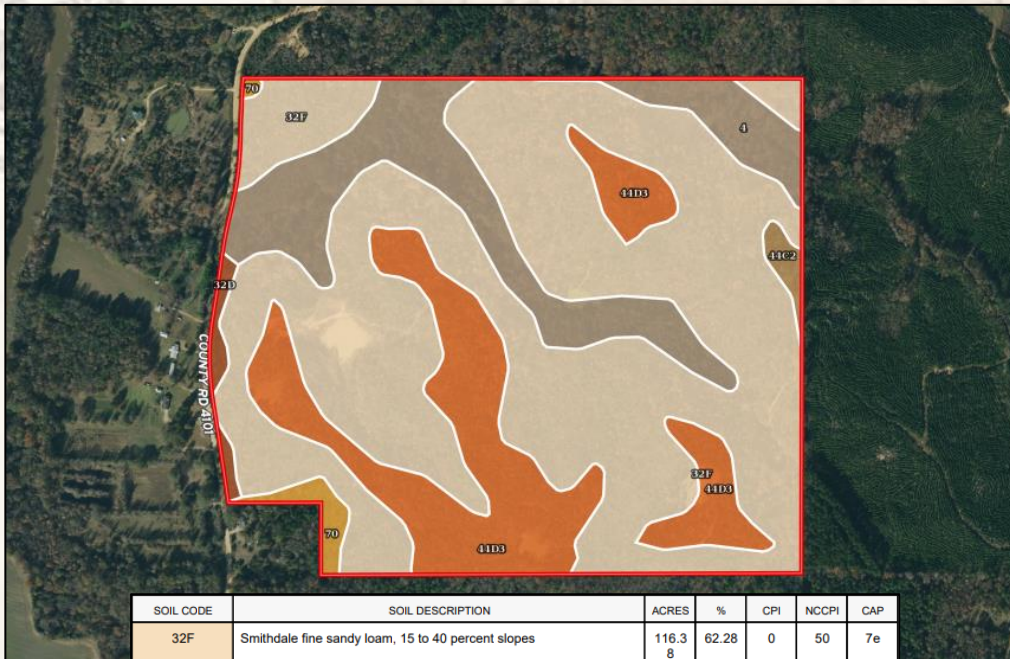 70
32F
4
44D3
44C2
32D
COUNTY RD 4101
32F
44D3
70
44D3
SOIL CODE SOIL DESCRIPTION ACRES % CPI NCCPI CAP
32F Smithdale fine sandy loam, 15 to 40 percent slopes 116.3 62.28 0 50 7e
8